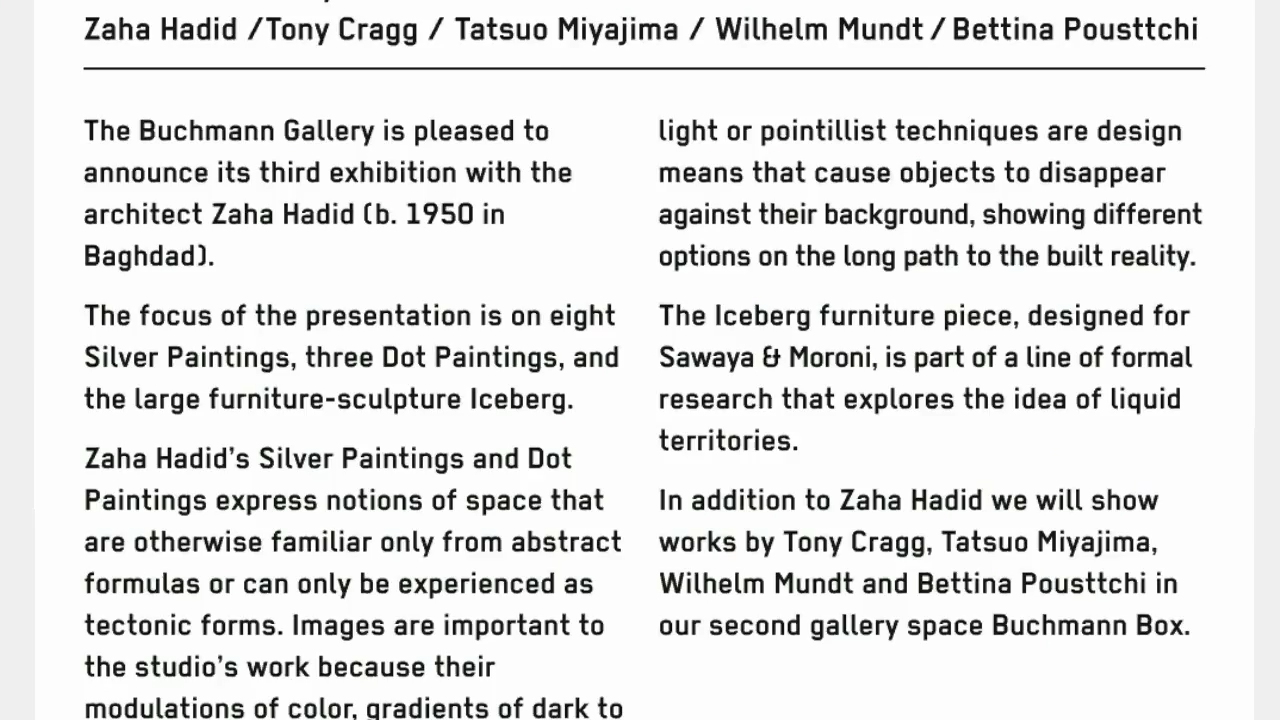 Zaha Hadid / Tony Cragg / Tatsuo Miyajima / Wilhelm Mundt / Bettina Pousttchi
The Buchmann Gallery is pleased to
announce its third exhibition with the
architect Zaha Hadid (b. 1950 in
Baghdad).
The focus of the presentation is on eight
Silver Paintings, three Dot Paintings, and
the large furniture-sculpture Iceberg.
Zaha Hadid's Silver Paintings and Dot
Paintings express notions of space that
are otherwise familiar only from abstract
formulas or can only be experienced as
tectonic forms. Images are important to
the studio's work because their
modulations of color, gradients of dark to
light or pointillist techniques are design
means that cause objects to disappear
against their background, showing different
options on the long path to the built reality.
The Iceberg furniture piece, designed for
Sawaya & Moroni, is part of a line of formal
research that explores the idea of liquid
territories.
In addition to Zaha Hadid we will show
works by Tony Cragg, Tatsuo Miyajima,
Wilhelm Mundt and Bettina Pousttchi in
our second gallery space Buchmann Box.